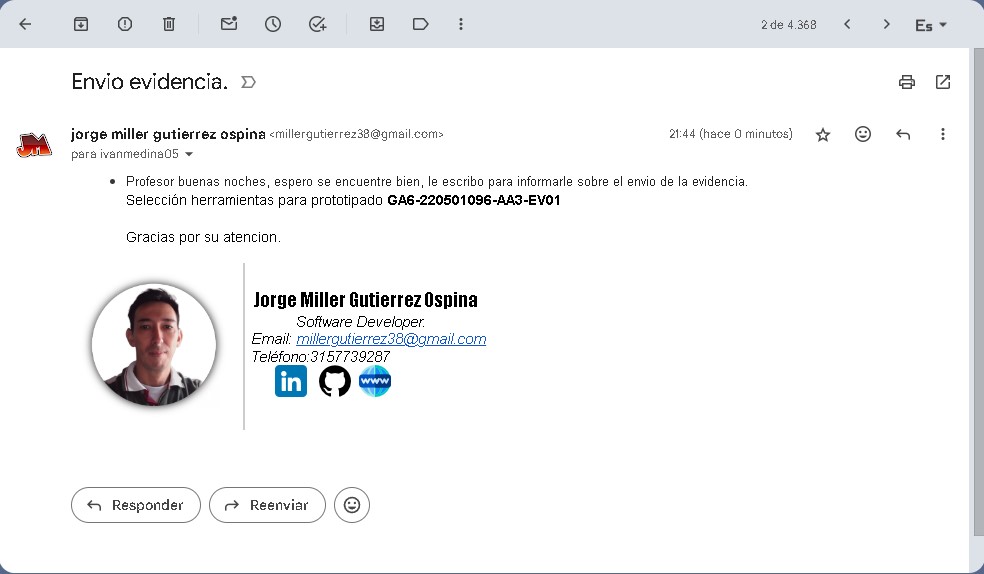 2 de 4.368
Es
Envio evidencia.
jorge miller gutierrez ospina <millergutierrez38@gmail.com>
21:44 (hace 0 minutos)
para ivanmedina05
• Profesor buenas noches, espero se encuentre bien, le escribo para informarle sobre el envio de la evidencia.
Selección herramientas para prototipado GA6-220501096-AA3-EV01
Gracias por su atencion.
Jorge Miller Gutierrez Ospina
Software Developer.
Email: millergutierrez38@gmail.com
Teléfono:3157739287
in
www
Responder
Reenviar